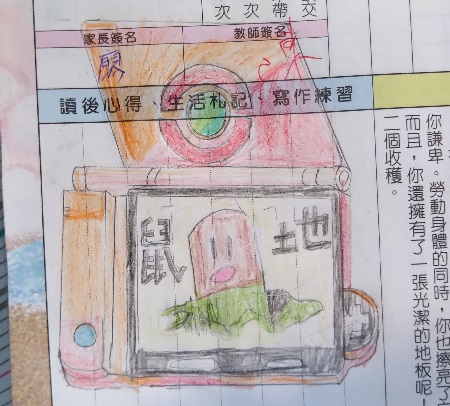 次次帶交
家長簽名
教師簽名
讀後心得、生活札記、寫作練習
地鼠
你謙卑。勞動身體的同時，你也擦亮了
而且，你還擁有了一張光潔的地板呢！
二個收穫。